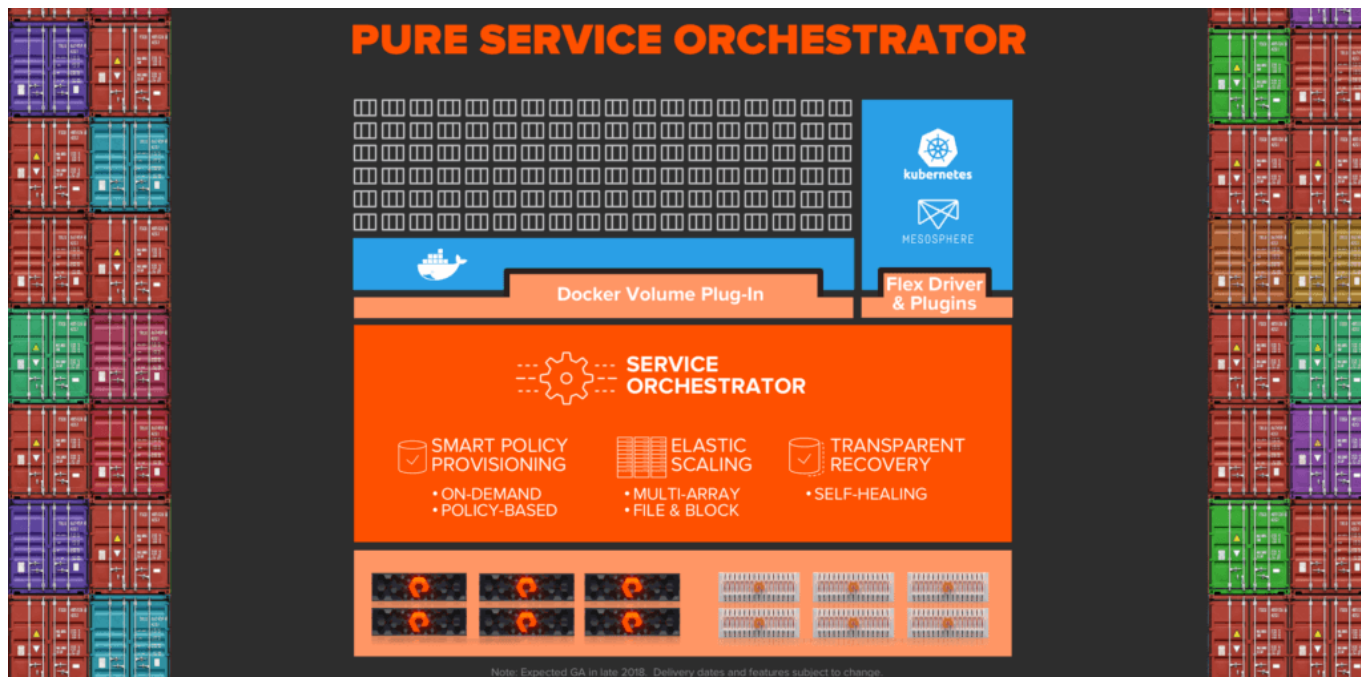 PURE SERVICE ORCHESTRATOR
kubernetes
MESOSPHERE
Docker Volume Plug-In
Flex Driver
& Plugins
SERVICE
ORCHESTRATOR
SMART POLICY
PROVISIONING
• ON-DEMAND
• POLICY-BASED
ELASTIC
SCALING
• MULTI-ARRAY
• FILE & BLOCK
TRANSPARENT
RECOVERY
• SELF-HEALING
Note: Expected GA in late 2018. Delivery dates and features subject to change.